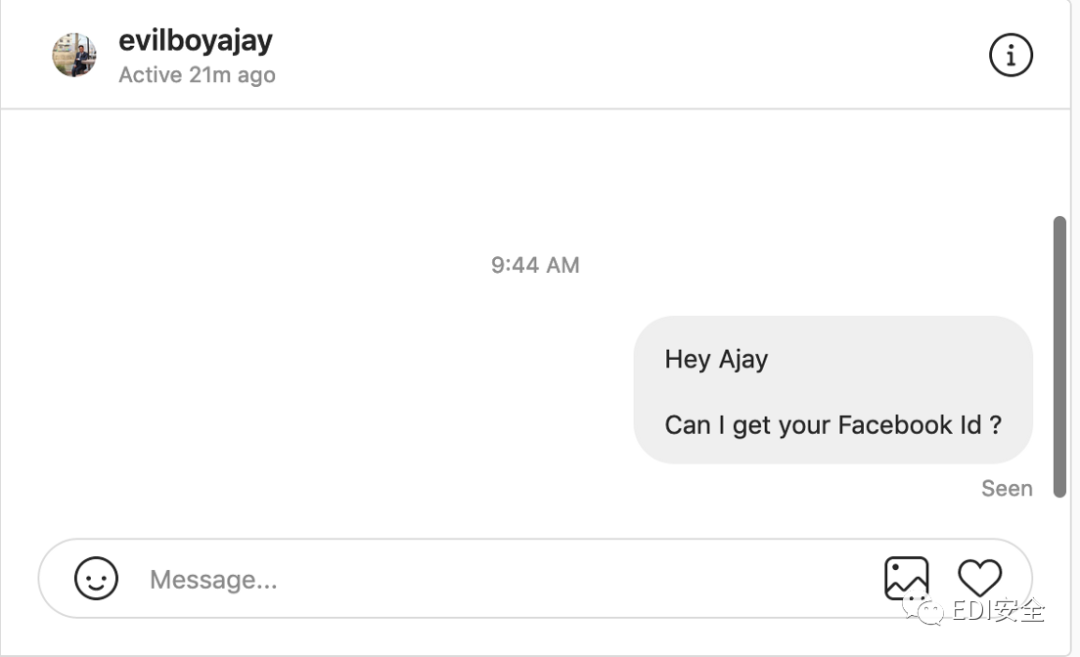 evilboyajay
Active 21m ago
9:44 AM
Hey Ajay
Can I get your Facebook Id ?
Seen
Message...
EDI安全